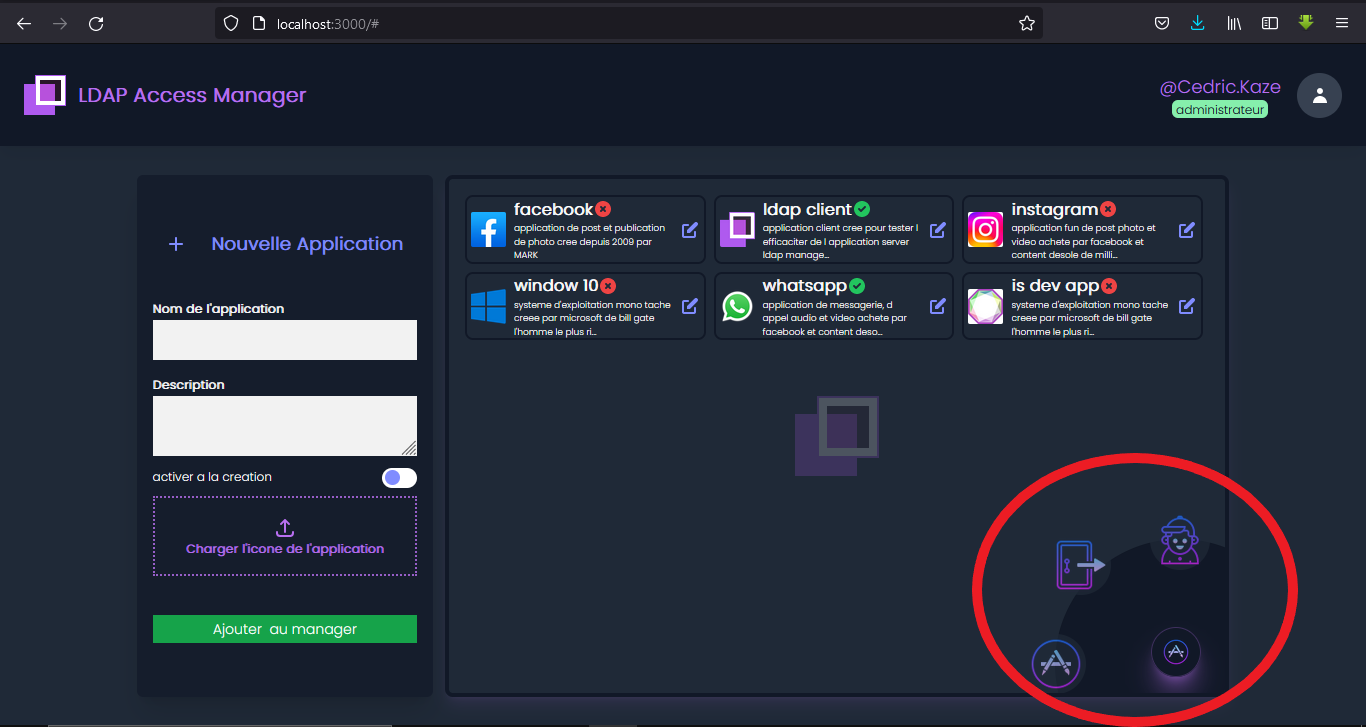 localhost:3000/#
LDAP Access Manager
@Cedric.Kaze
administrateur
Nouvelle Application
Nom de l'application
Description
activer a la creation
Charger l'icone de l'application
Ajouter au manager
facebook
application de post et publication
de photo cree depuis 2009 par
MARK
ldap client
application client cree pour tester l
efficaciter de l application server
ldap manage...
instagram
application fun de post photo et
video achete par facebook et
content desole de milli...
window 10
systeme d'exploitation mono tache
creee par microsoft de bill gate
l'homme le plus ri...
whatsapp
application de messagerie, d
appel audio et video achete par
facebook et content deso...
is dev app
systeme d'exploitation mono tache
creee par microsoft de bill gate
l'homme le plus ri...